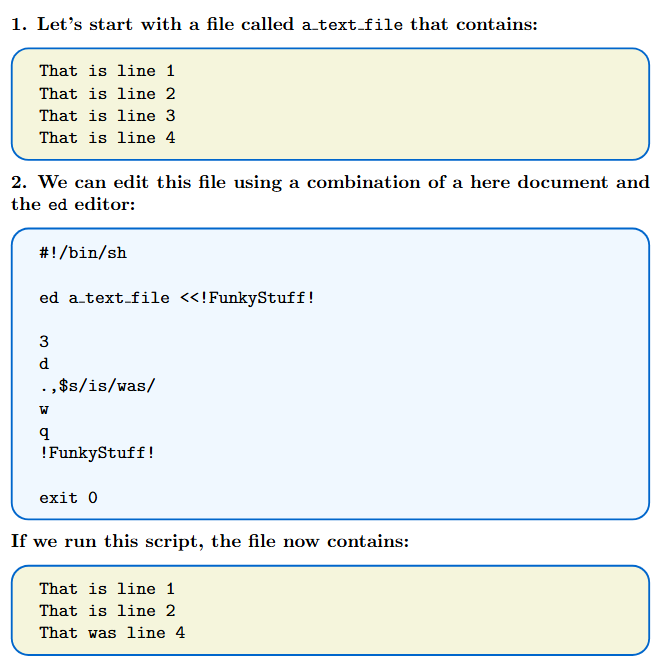 1. Let's start with a file called a_text_file that contains:
That is line 1
That is line 2
That is line 3
That is line 4
2. We can edit this file using a combination of a here document and
the ed editor:
#!/bin/sh
ed a_text_file <<!FunkyStuff!
3
d
.,$s/is/was/
w
q
!FunkyStuff!
exit 0
If we run this script, the file now contains:
That is line 1
That is line 2
That was line 4